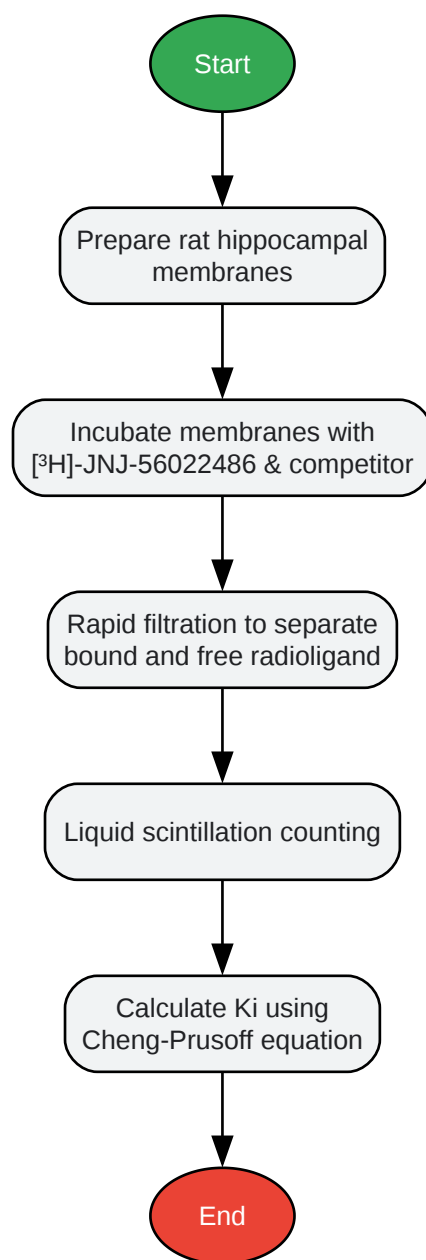 Start
Prepare rat hippocampal
membranes
Incubate membranes with
[³H]-JNJ-56022486 & competitor
Rapid filtration to separate
bound and free radioligand
Liquid scintillation counting
Calculate Ki using
Cheng-Prusoff equation
End